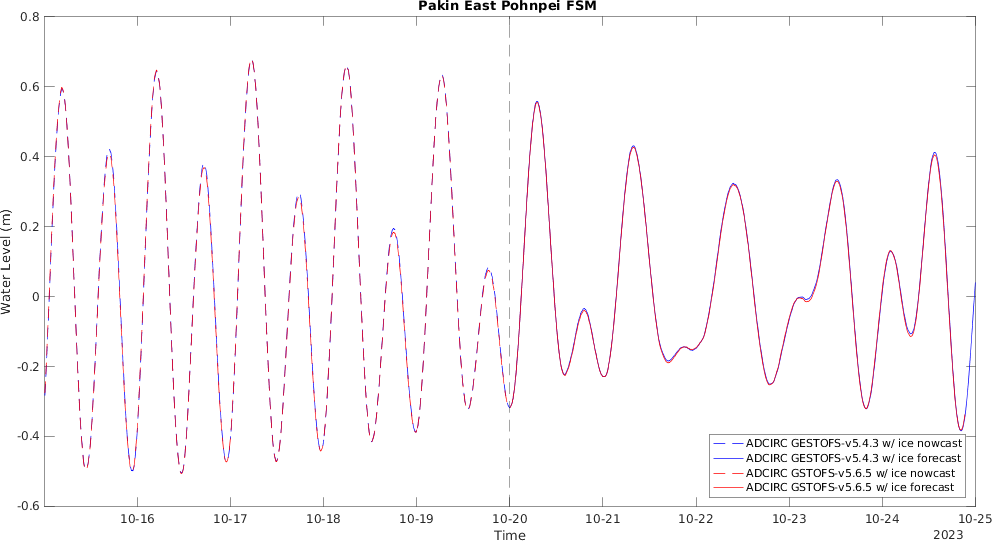 Pakin East Pohnpei FSM
Water Level (m)
0.8
0.6
0.4
0.2
0
-0.2
-0.4
-0.6
ADCIRC GESTOFS-v5.4.3 w/ ice nowcast
ADCIRC GESTOFS-v5.4.3 w/ ice forecast
ADCIRC GSTOFS-v5.6.5 w/ ice nowcast
ADCIRC GSTOFS-v5.6.5 w/ ice forecast
10-16 10-17 10-18 10-19 10-20 10-21 10-22 10-23 10-24 10-25
Time
2023